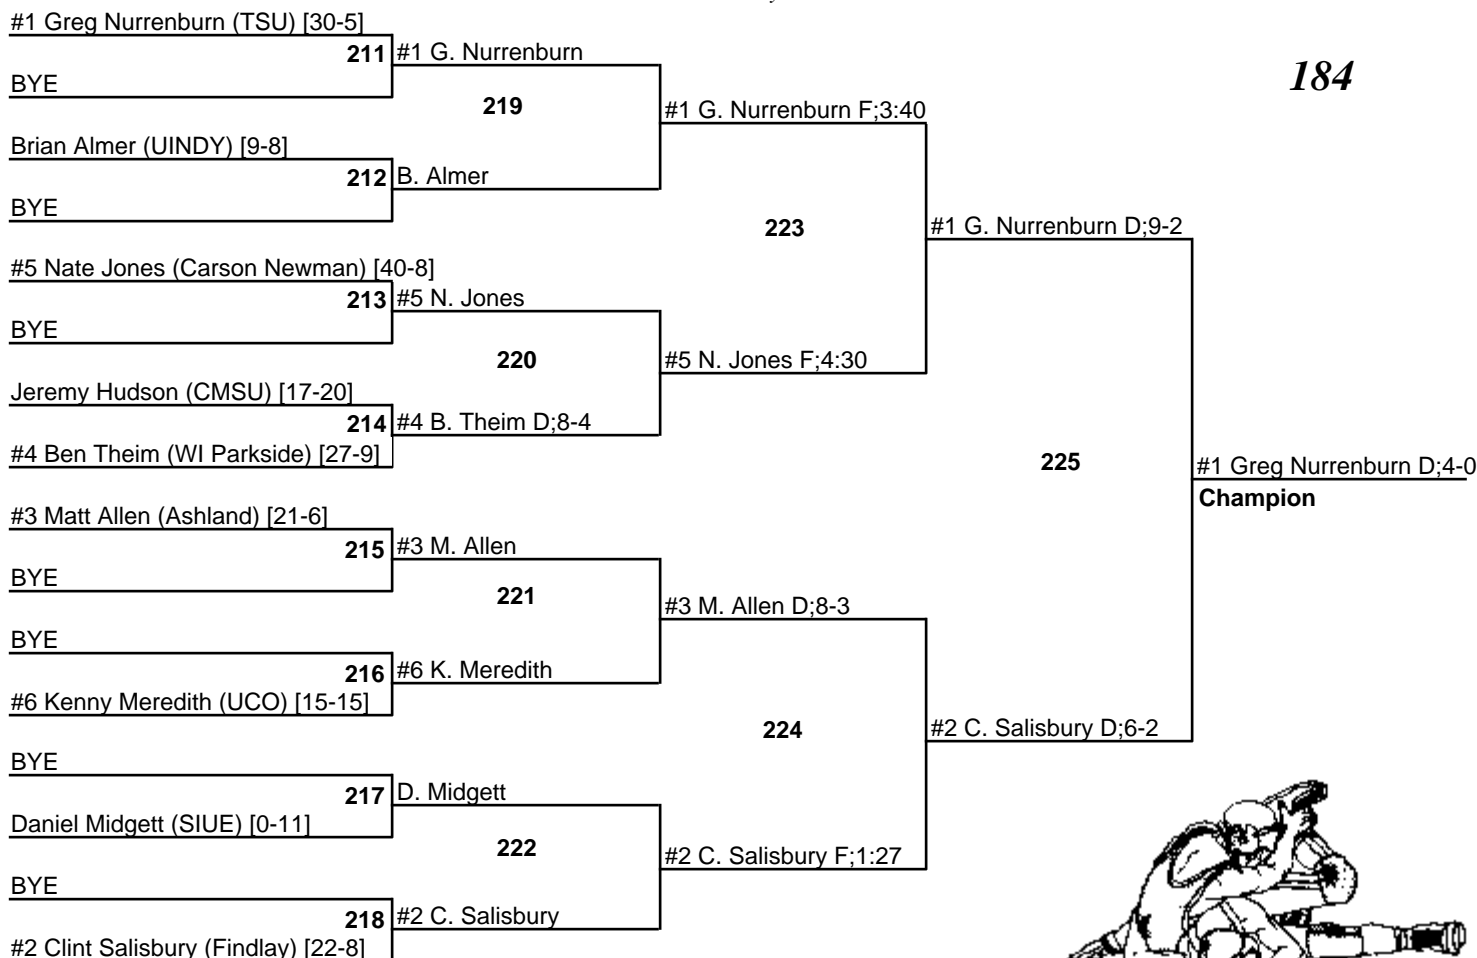 #1 Greg Nurrenburn (TSU) [30-5]
211 #1 G. Nurrenburn
184
BYE
219
#1 G. Nurrenburn F;3:40
Brian Almer (UINDY) [9-8]
212 B. Almer
BYE
223
#1 G. Nurrenburn D;9-2
#5 Nate Jones (Carson Newman) [40-8]
213 #5 N. Jones
BYE
220
#5 N. Jones F;4:30
Jeremy Hudson (CMSU) [17-20]
214 #4 B. Theim D;8-4
#4 Ben Theim (WI Parkside) [27-9]
225
#1 Greg Nurrenburn D;4-0
Champion
#3 Matt Allen (Ashland) [21-6]
215 #3 M. Allen
BYE
221
#3 M. Allen D;8-3
BYE
216 #6 K. Meredith
#6 Kenny Meredith (UCO) [15-15]
224
#2 C. Salisbury D;6-2
BYE
217 D. Midgett
Daniel Midgett (SIUE) [0-11]
222
#2 C. Salisbury F;1:27
BYE
218 #2 C. Salisbury
#2 Clint Salisbury (Findlay) [22-8]